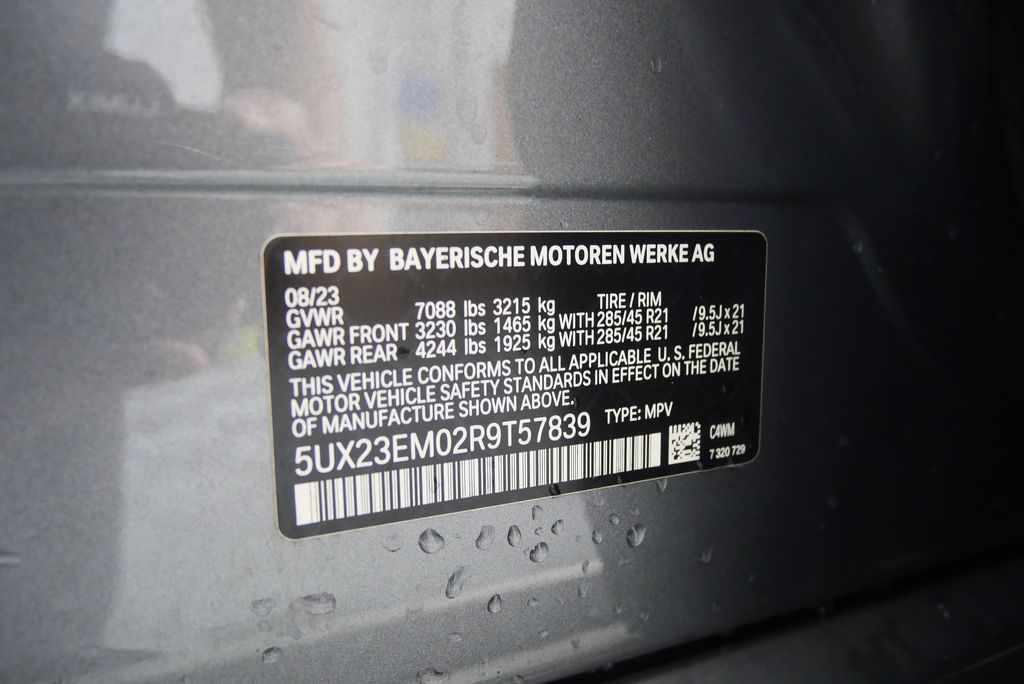 MFD BY BAYERISCHE MOTOREN WERKE AG
08/23 TIRE / RIM
GVWR 7088 lbs 3215 kg
GAWR FRONT 3230 lbs 1465 kg WITH 285/45 R21 /9.5J x 21
GAWR REAR 4244 lbs 1925 kg WITH 285/45 R21 /9.5J x 21
THIS VEHICLE CONFORMS TO ALL APPLICABLE U. S. FEDERAL
MOTOR VEHICLE SAFETY STANDARDS IN EFFECT ON THE DATE
OF MANUFACTURE SHOWN ABOVE.
5UX23EM02R9T57839 TYPE: MPV
C4WM
7 320 729